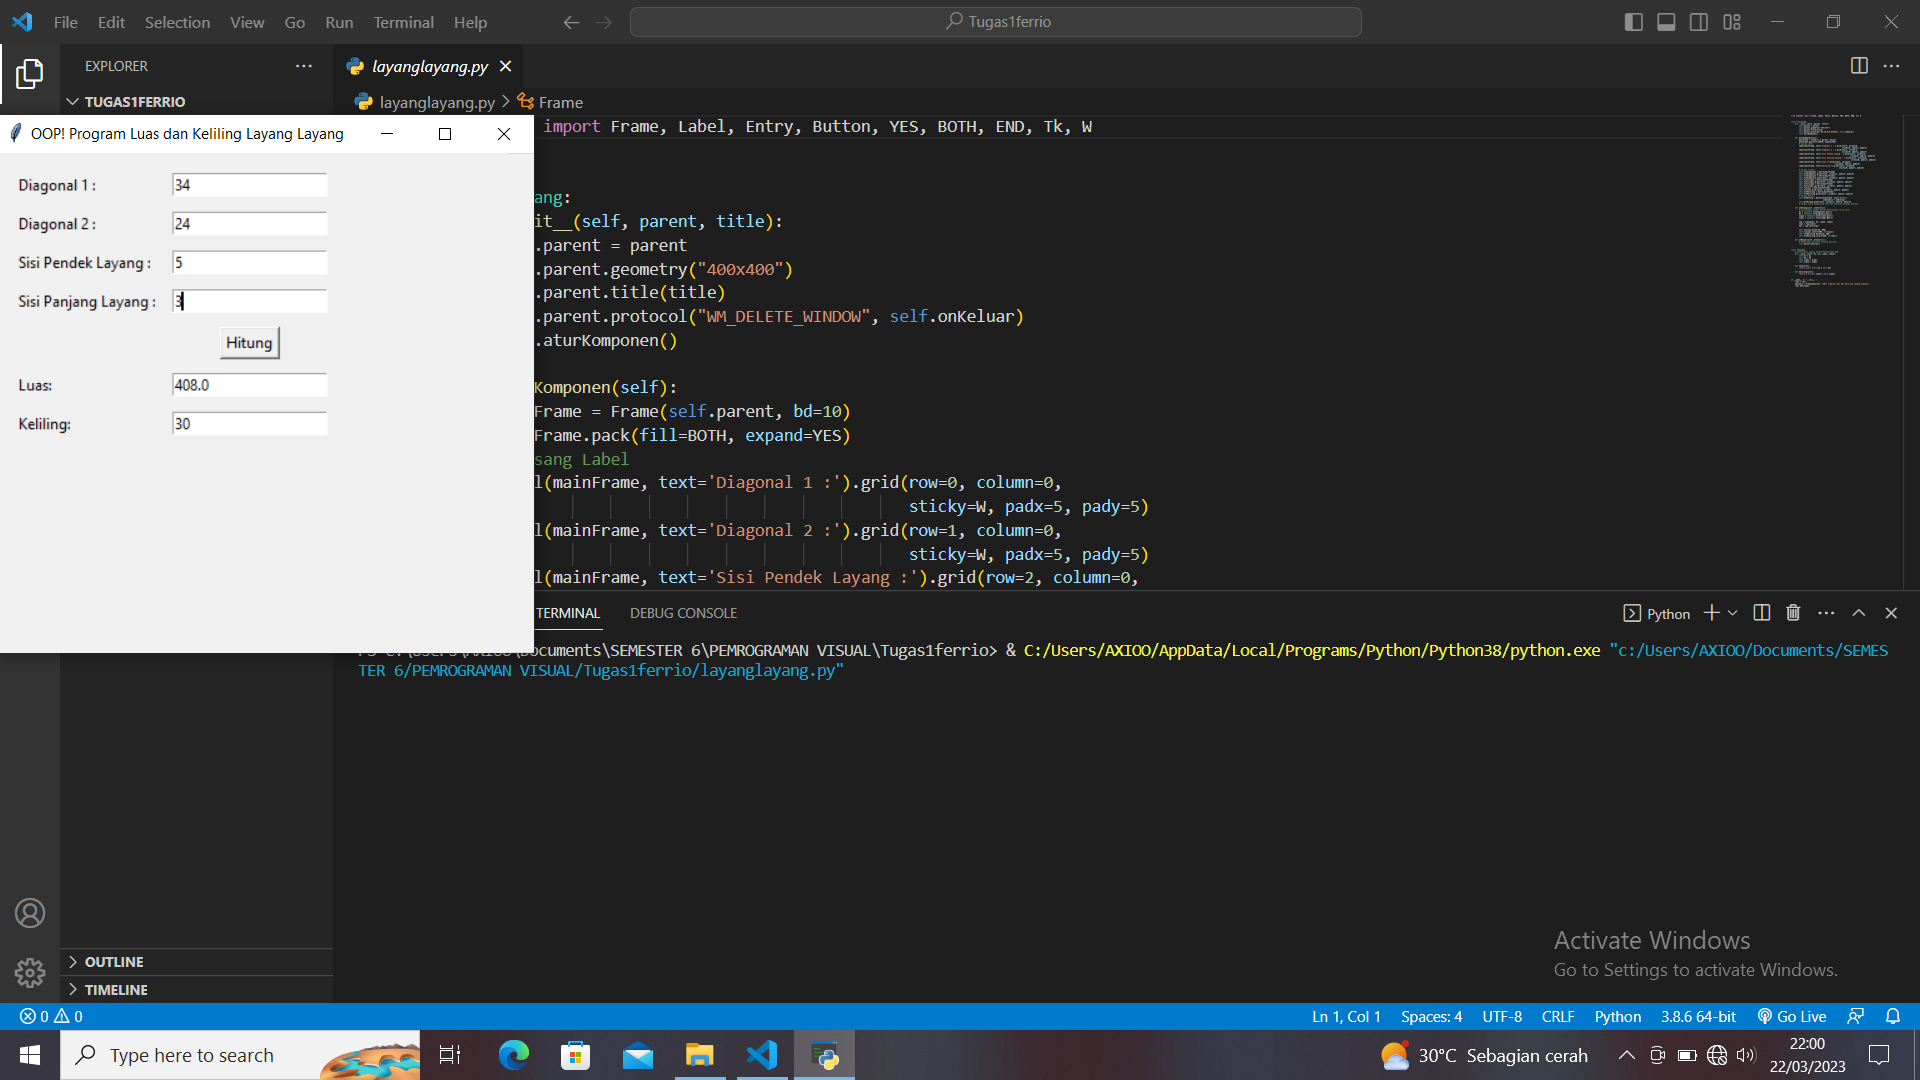 File Edit Selection View Go Run Terminal Help
Tugas1ferrio
EXPLORER
layanglayang.py
TUGAS1FERRIO
layanglayang.py > Frame
OOP! Program Luas dan Keliling Layang Layang
Diagonal 1 : 34
Diagonal 2 : 24
Sisi Pendek Layang : 5
Sisi Panjang Layang : 3
Hitung
Luas: 408.0
Keliling: 30
import Frame, Label, Entry, Button, YES, BOTH, END, Tk, W
ang:
it__(self, parent, title):
.parent = parent
.parent.geometry("400x400")
.parent.title(title)
.parent.protocol("WM_DELETE_WINDOW", self.onKeluar)
.aturKomponen()
Komponen(self):
Frame = Frame(self.parent, bd=10)
Frame.pack(fill=BOTH, expand=YES)
sang Label
l(mainFrame, text='Diagonal 1 :').grid(row=0, column=0,
sticky=W, padx=5, pady=5)
l(mainFrame, text='Diagonal 2 :').grid(row=1, column=0,
sticky=W, padx=5, pady=5)
l(mainFrame, text='Sisi Pendek Layang :').grid(row=2, column=0,
TERMINAL DEBUG CONSOLE
Python
PS C:\Users\AXIOO\Documents\SEMESTER 6\PEMROGRAMAN VISUAL\Tugas1ferrio> & C:/Users/AXIOO/AppData/Local/Programs/Python/Python38/python.exe "c:/Users/AXIOO/Documents/SEMES
TER 6/PEMROGRAMAN VISUAL/Tugas1ferrio/layanglayang.py"
OUTLINE
TIMELINE
Activate Windows
Go to Settings to activate Windows.
0 0
Ln 1, Col 1 Spaces: 4 UTF-8 CRLF Python 3.8.6 64-bit Go Live
Type here to search
30°C Sebagian cerah
22:00
22/03/2023